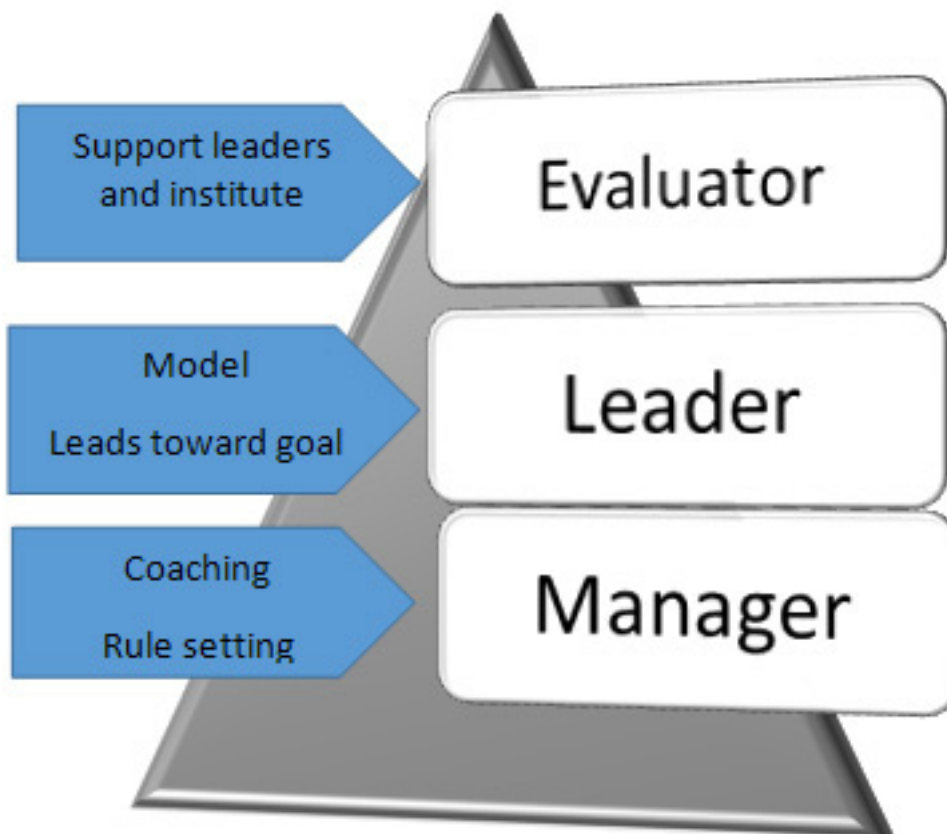 Support leaders
and institute
Evaluator
Model
Leads toward goal
Leader
Coaching
Rule setting
Manager